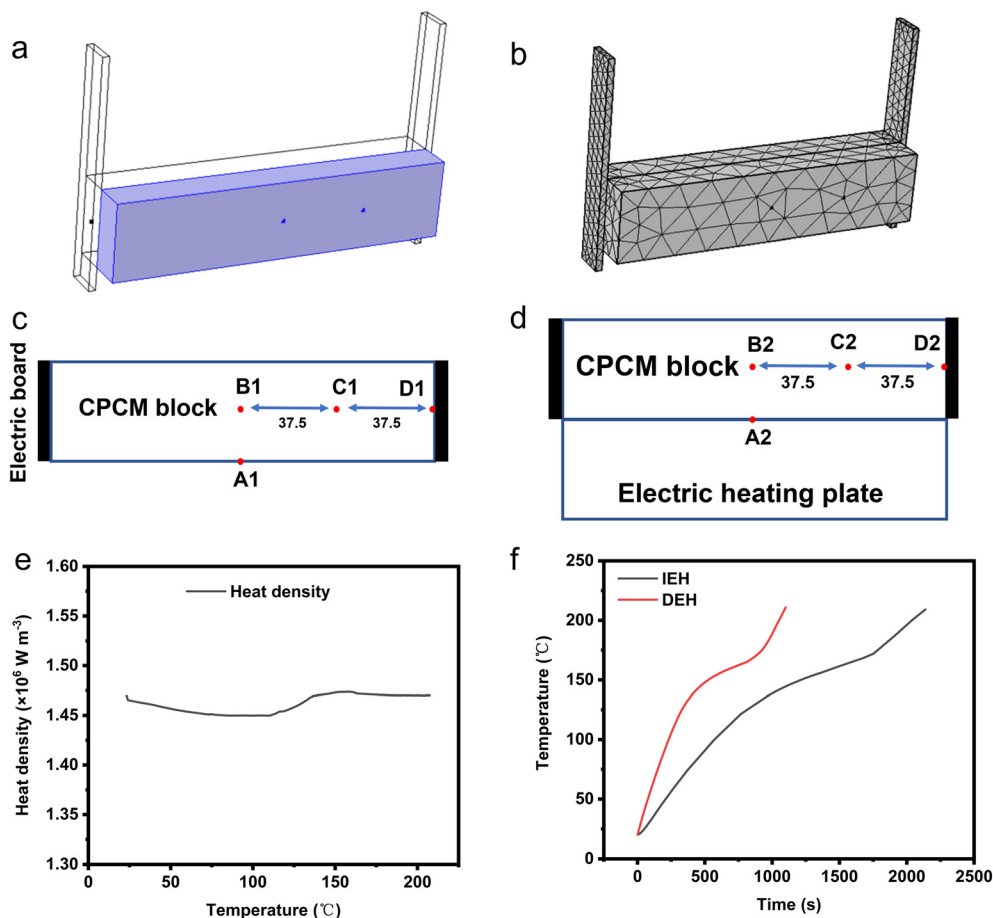 a
b
c
Electric board
CPCM block
B1
C1
D1
37.5
37.5
A1
d
CPCM block
B2
C2
D2
37.5
37.5
A2
Electric heating plate
e
Heat density
Heat density (×10⁶ W m⁻³)
1.60
1.55
1.50
1.45
1.40
1.35
1.30
0
50
100
150
200
Temperature (℃)
f
IEH
DEH
Temperature (℃)
250
200
150
100
50
0
0
500
1000
1500
2000
2500
Time (s)